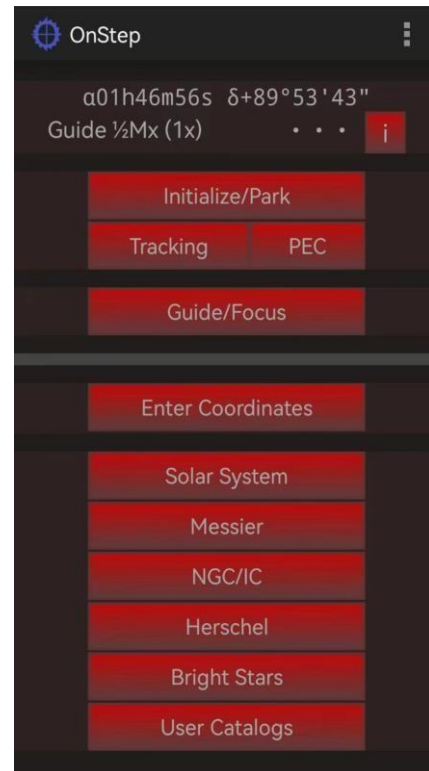 OnStep
α01h46m56s δ+89°53'43"
Guide ½Mx (1x) • • • i
Initialize/Park
Tracking PEC
Guide/Focus
Enter Coordinates
Solar System
Messier
NGC/IC
Herschel
Bright Stars
User Catalogs